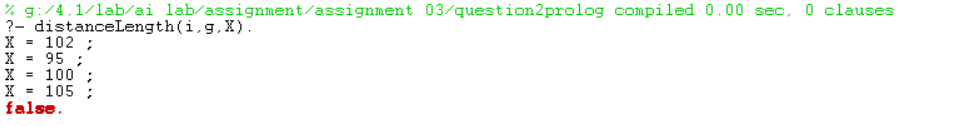 % g:/4.1/lab/ai lab/assignment/assignment 03/question2prolog compiled 0.00 sec, 0 clauses
?- distanceLength(i,g,X).
X = 102 ;
X = 95 ;
X = 100 ;
X = 105 ;
false.